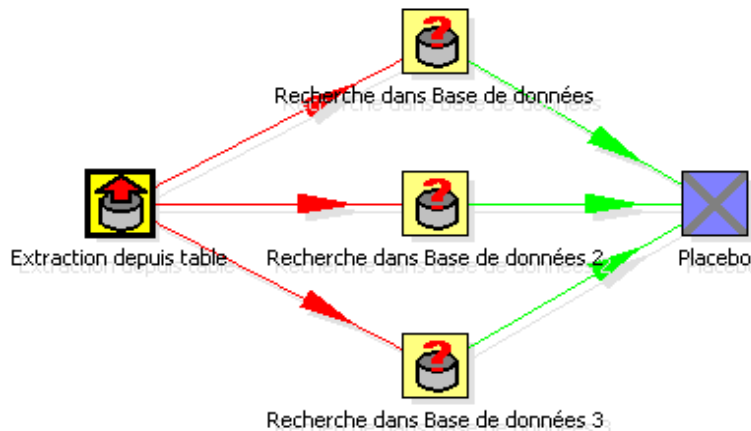 Recherche dans Base de données
Extraction depuis table
Recherche dans Base de données 2
Placebo
Recherche dans Base de données 3